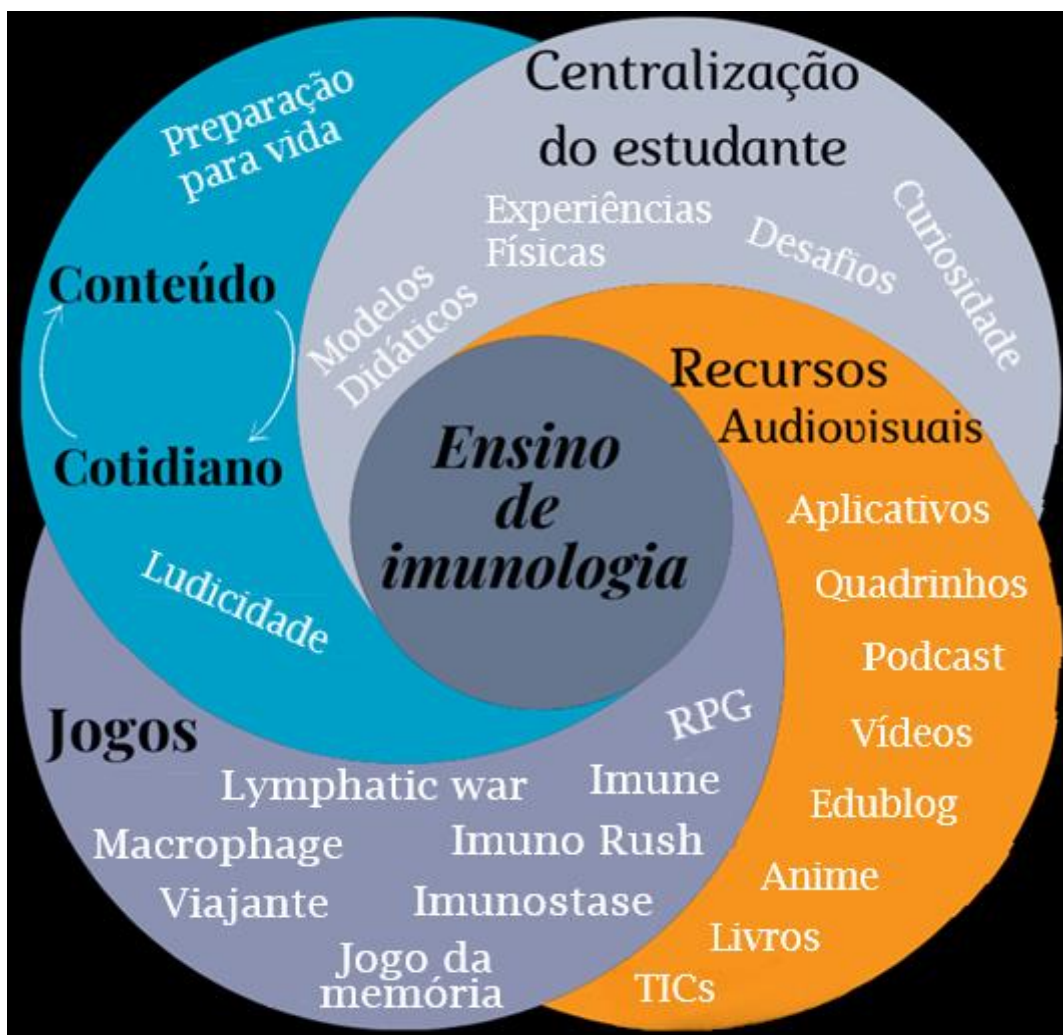 Preparação
para vida
Conteúdo
Cotidiano
Ludicidade
Centralização
do estudante
Experiências
Físicas
Desafios
Curiosidade
Modelos
Didáticos
Ensino
de
imunologia
Recursos
Audiovisuais
Aplicativos
Quadrinhos
Podcast
Vídeos
Edublog
Anime
Livros
TICs
Jogos
RPG
Lymphatic war
Imune
Macrophage
Imuno Rush
Viajante
Imunostase
Jogo da
memória